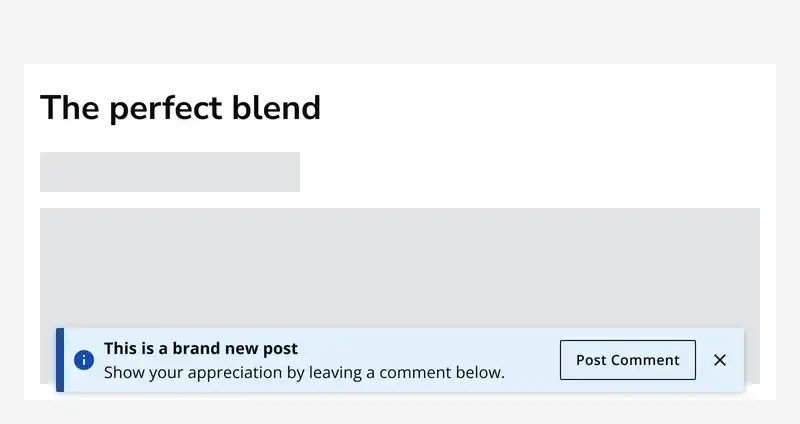 The perfect blend
This is a brand new post
Show your appreciation by leaving a comment below.
Post Comment